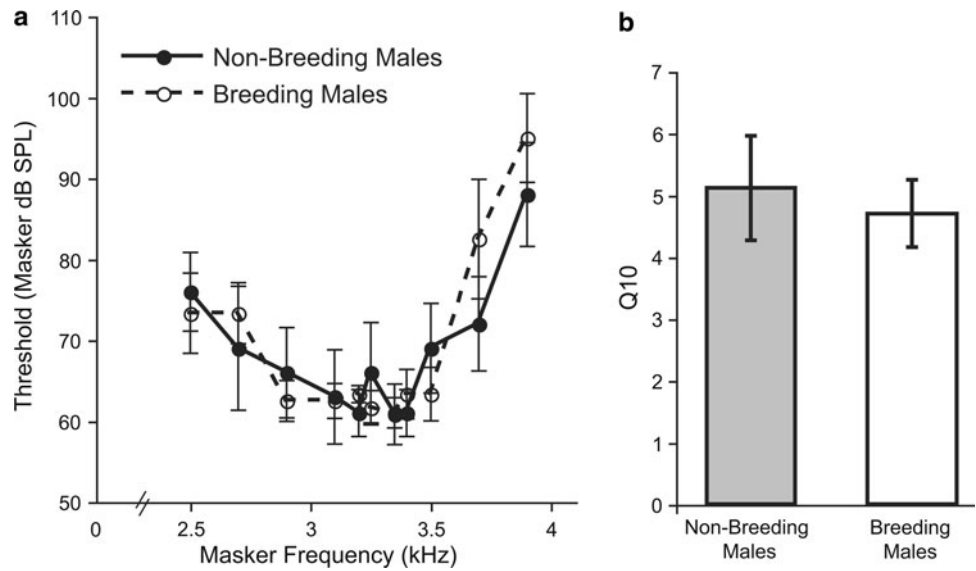 a
110
100
90
80
70
60
50
Threshold (Masker dB SPL)
Non-Breeding Males
Breeding Males
0
2.5
3
3.5
4
Masker Frequency (kHz)
b
7
6
5
4
3
2
1
0
Q10
Non-Breeding
Males
Breeding
Males